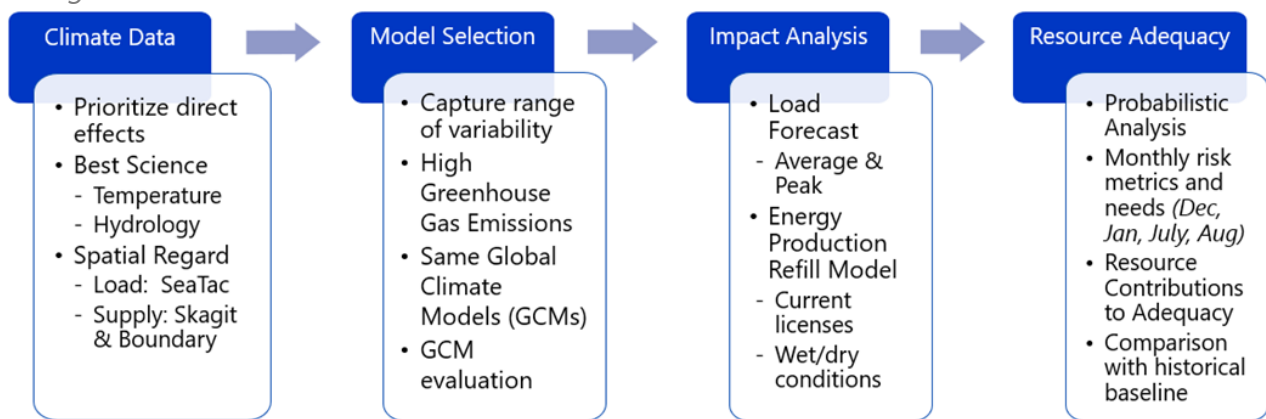 Climate Data
• Prioritize direct
effects
• Best Science
- Temperature
- Hydrology
• Spatial Regard
- Load: SeaTac
- Supply: Skagit
& Boundary
Model Selection
• Capture range
of variability
• High
Greenhouse
Gas Emissions
• Same Global
Climate
Models (GCMs)
• GCM
evaluation
Impact Analysis
• Load
Forecast
- Average &
Peak
• Energy
Production
Refill Model
- Current
licenses
- Wet/dry
conditions
Resource Adequacy
• Probabilistic
Analysis
• Monthly risk
metrics and
needs (Dec,
Jan, July, Aug)
• Resource
Contributions
to Adequacy
• Comparison
with historical
baseline